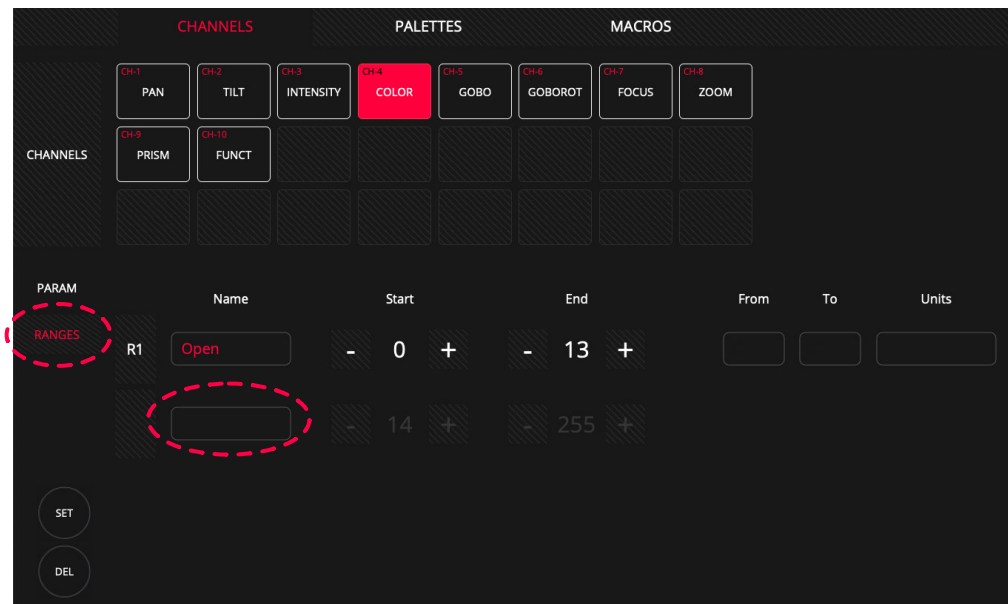 CHANNELS PALETTES MACROS
CH-1 CH-2 CH-3 CH-4 CH-5 CH-6 CH-7 CH-8
PAN TILT INTENSITY COLOR GOBO GOBOROT FOCUS ZOOM
CH-9 CH-10
CHANNELS PRISM FUNCT
PARAM
Name Start End From To Units
RANGES
R1 Open - 0 + - 13 +
- 14 + - 255 +
SET
DEL